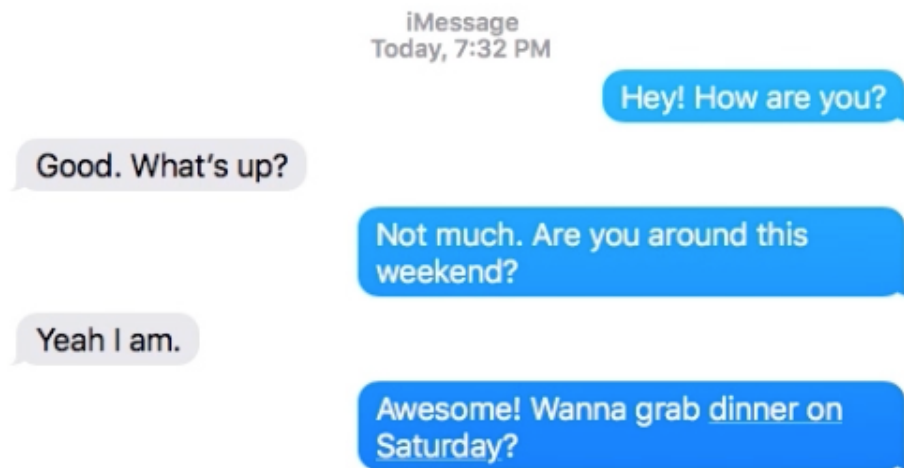 iMessage
Today, 7:32 PM
Hey! How are you?
Good. What's up?
Not much. Are you around this
weekend?
Yeah I am.
Awesome! Wanna grab dinner on
Saturday?